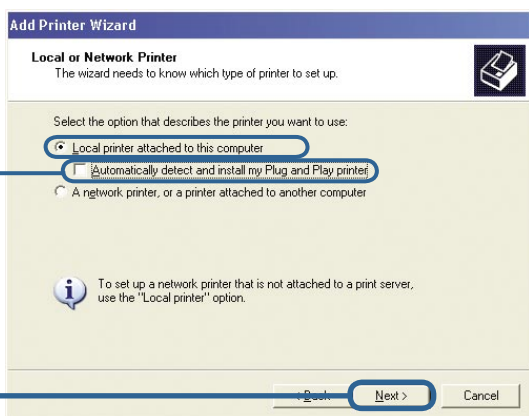 Add Printer Wizard
Local or Network Printer
The wizard needs to know which type of printer to set up.
Select the option that describes the printer you want to use:
Local printer attached to this computer
Automatically detect and install my Plug and Play printer
A network printer, or a printer attached to another computer
To set up a network printer that is not attached to a print server,
use the "Local printer" option.
< Back Next > Cancel